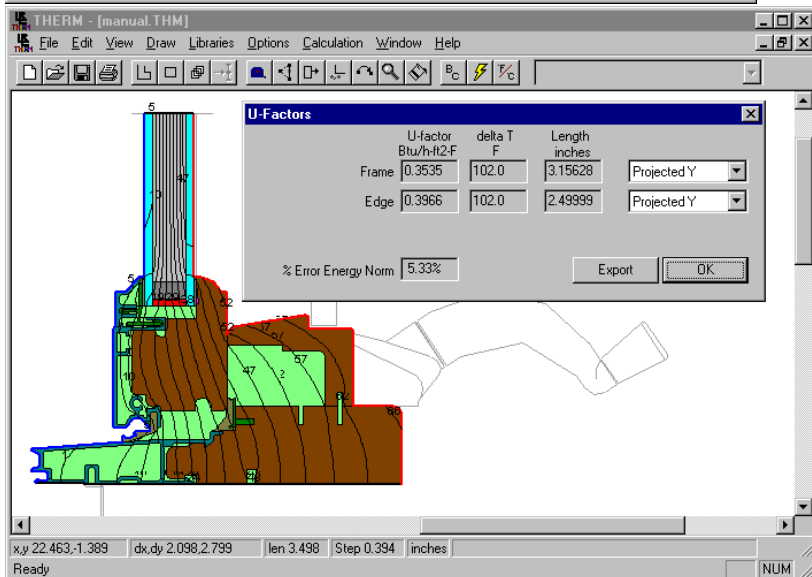 THERM - [manual.THM]
File Edit View Draw Libraries Options Calculation Window Help
BC F/C
5
U-Factors
U-factor delta T Length
Btu/h-ft2-F F inches
Frame 0.3535 102.0 3.15628 Projected Y
Edge 0.3966 102.0 2.49999 Projected Y
% Error Energy Norm 5.33% Export OK
47
5
52
52
57
57
47
10
x,y 22.463,-1.389 dx,dy 2.098,2.799 len 3.498 Step 0.394 inches
Ready NUM